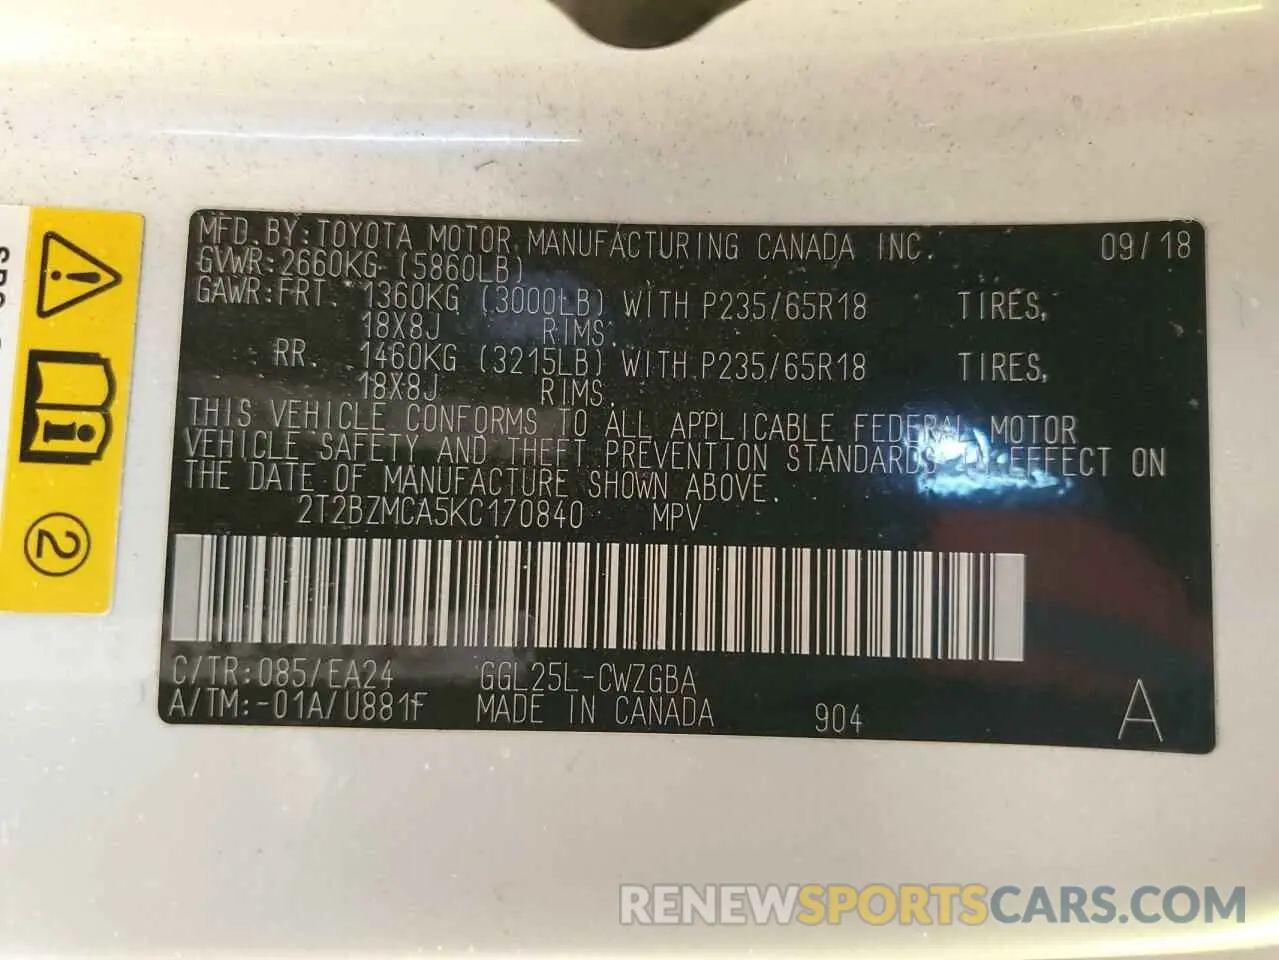 MFD. BY: TOYOTA MOTOR MANUFACTURING CANADA INC. 09/18
GVWR: 2660KG (5860LB)
GAWR: FRT. 1360KG (3000LB) WITH P235/65R18 TIRES,
18X8J RIMS.
RR. 1460KG (3215LB) WITH P235/65R18 TIRES,
18X8J RIMS.
THIS VEHICLE CONFORMS TO ALL APPLICABLE FEDERAL MOTOR
VEHICLE SAFETY AND THEFT PREVENTION STANDARDS IN EFFECT ON
THE DATE OF MANUFACTURE SHOWN ABOVE.
2T2BZMCA5KC170840 MPV
C/TR: 085/EA24 GGL25L-CWZGBA
A/TM: -01A/U881F MADE IN CANADA 904 A
2
RENEWSPORTSCARS.COM